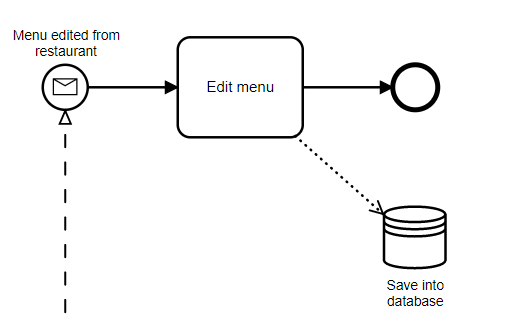 Menu edited from
restaurant
Edit menu
Save into
database